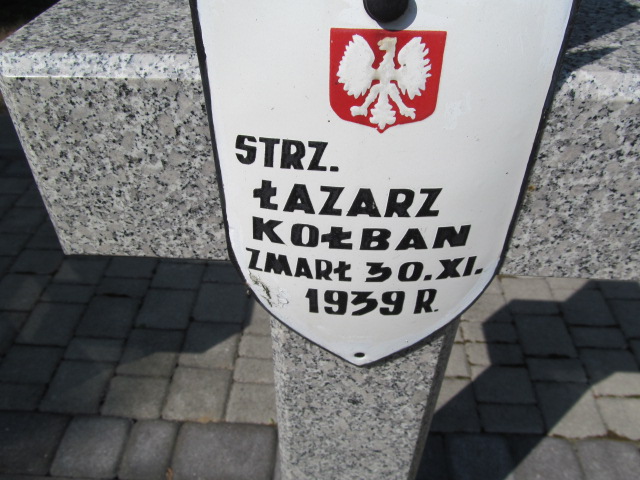 STRZ.
ŁAZARZ
KOŁBAN
ZMARŁ 30.XI.
1939 R.